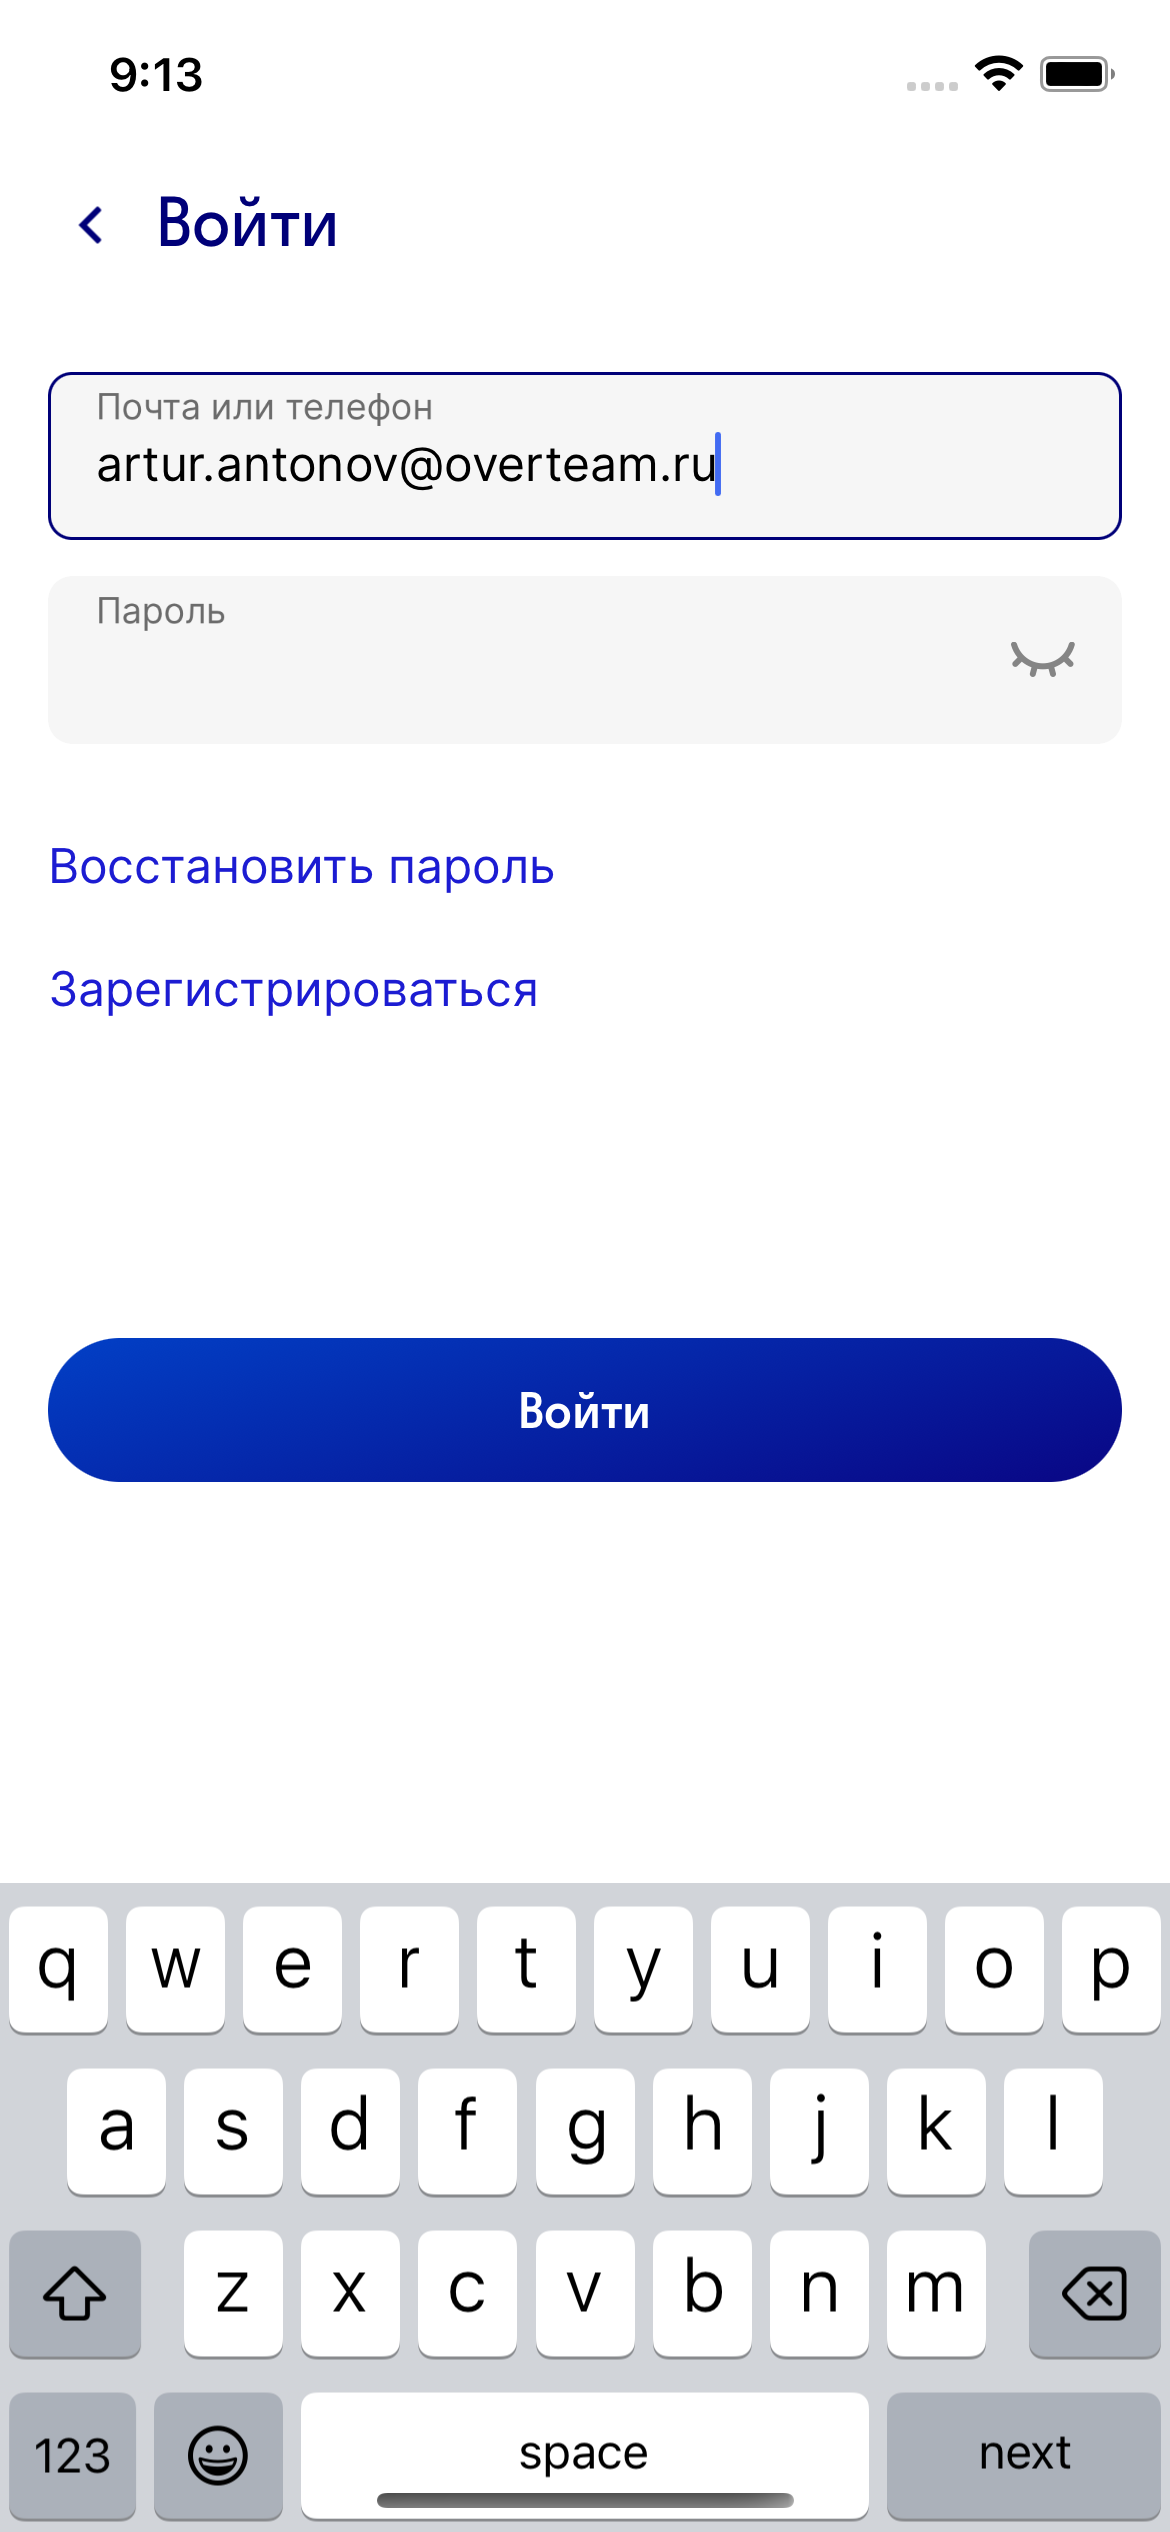 9:13
Войти
Почта или телефон
artur.antonov@overteam.ru
Пароль
Восстановить пароль
Зарегистрироваться
Войти
q w e r t y u i o p
a s d f g h j k l
z x c v b n m
123 space next